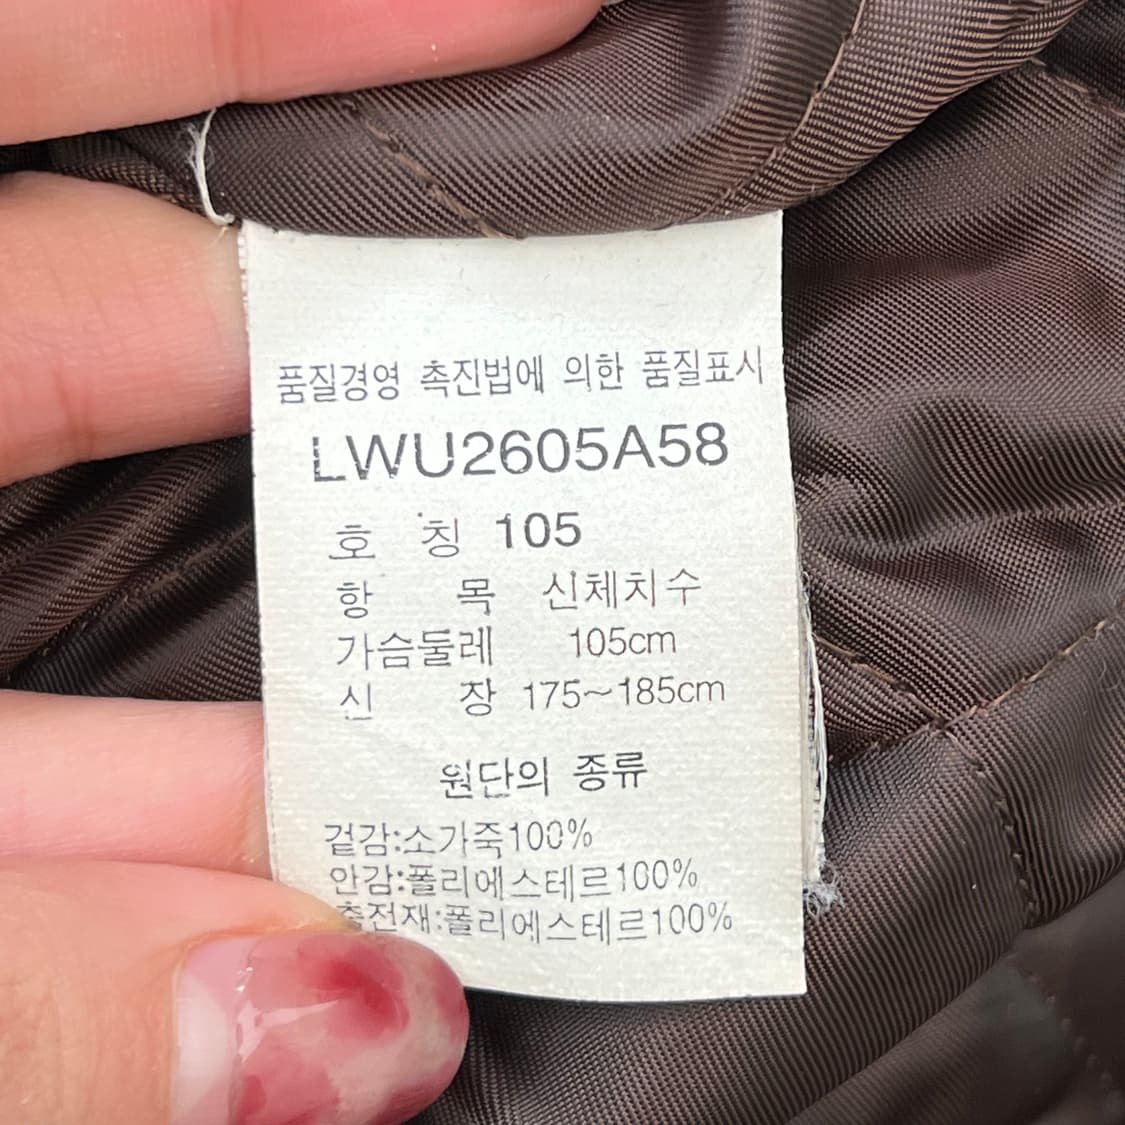 품질경영 촉진법에 의한 품질표시
LWU2605A58
호 칭 105
항 목 신체치수
가슴둘레 105cm
신 장 175~185cm
원단의 종류
겉감:소가죽100%
안감:폴리에스테르100%
충전재:폴리에스테르100%